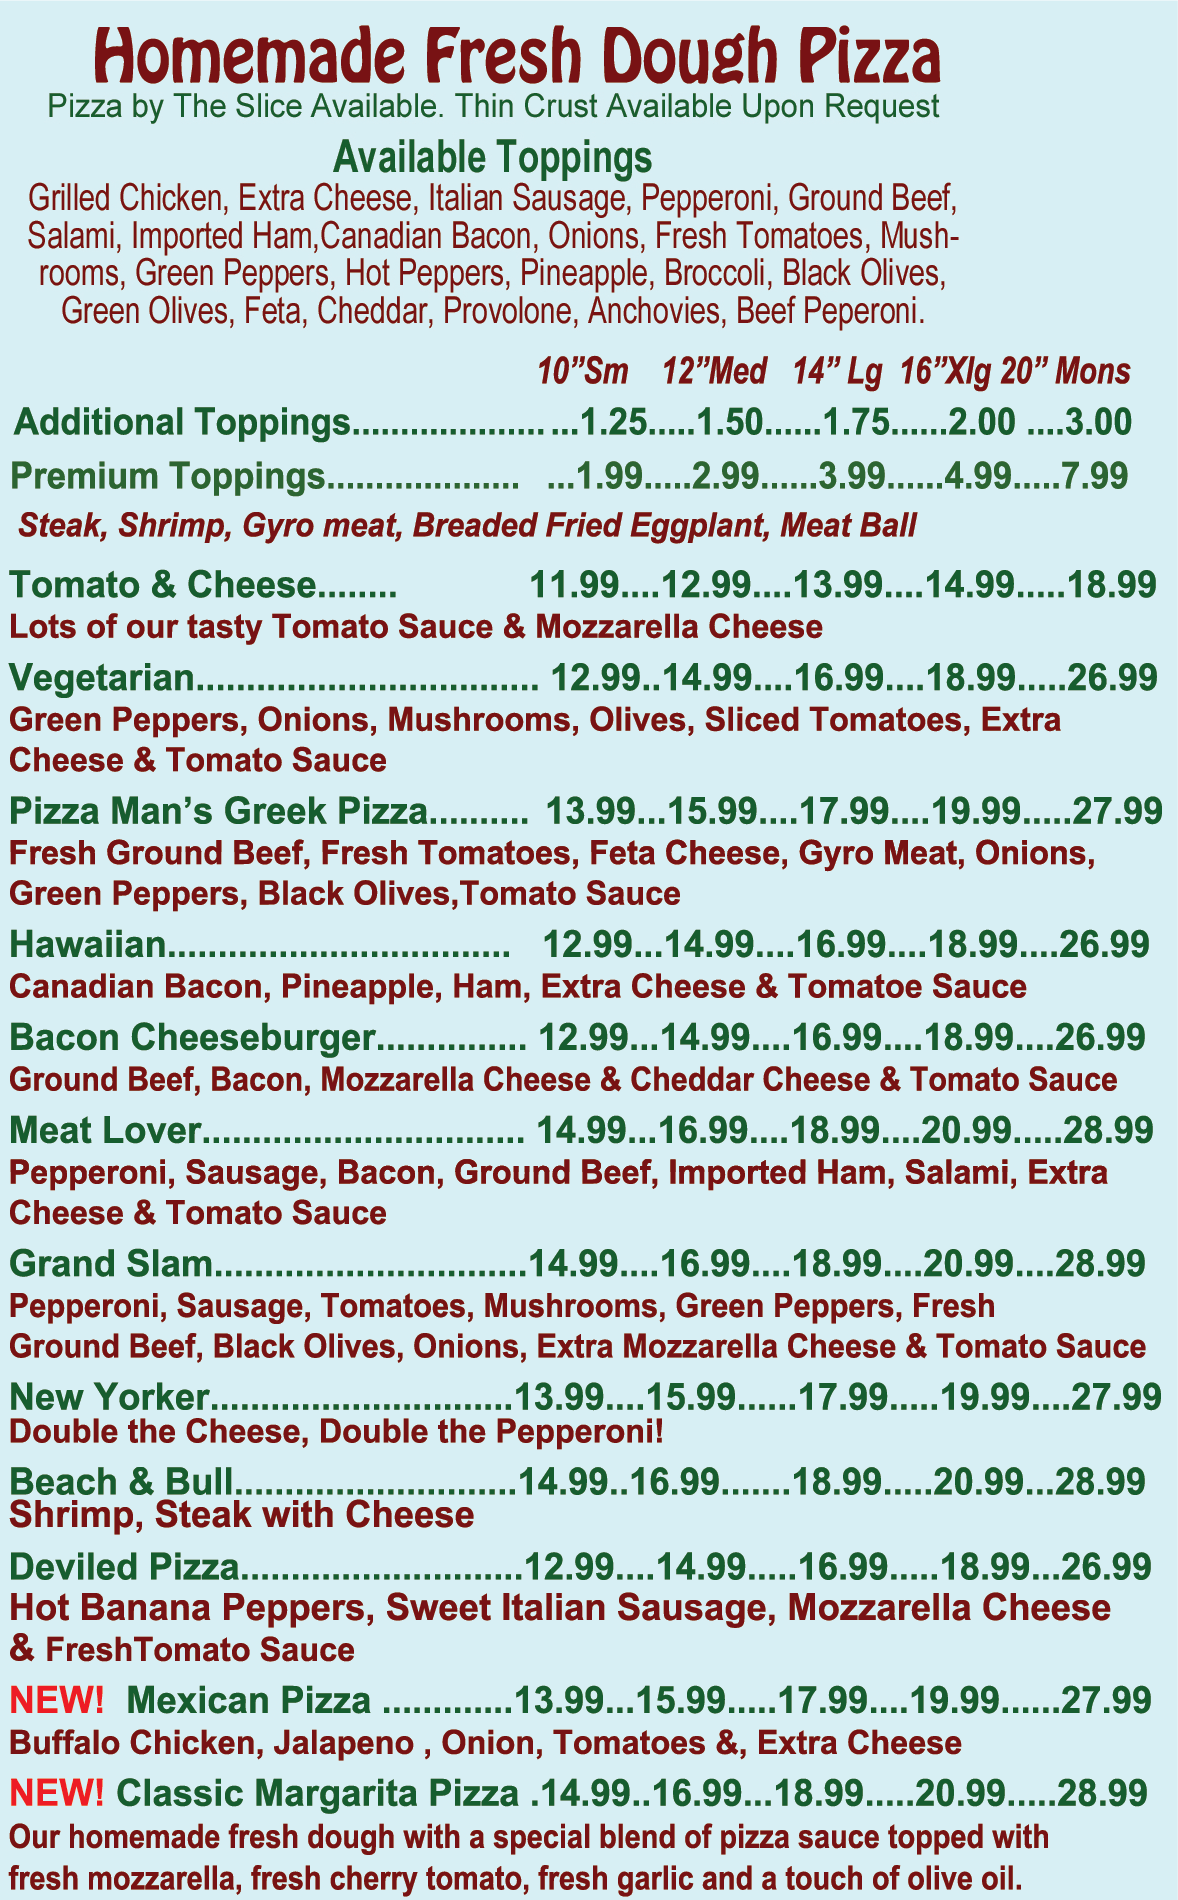 Homemade Fresh Dough Pizza
Pizza by The Slice Available. Thin Crust Available Upon Request
Available Toppings
Grilled Chicken, Extra Cheese, Italian Sausage, Pepperoni, Ground Beef,
Salami, Imported Ham,Canadian Bacon, Onions, Fresh Tomatoes, Mush-
rooms, Green Peppers, Hot Peppers, Pineapple, Broccoli, Black Olives,
Green Olives, Feta, Cheddar, Provolone, Anchovies, Beef Peperoni.
10”Sm 12”Med 14” Lg 16”Xlg 20” Mons
Additional Toppings.................... ...1.25.....1.50......1.75......2.00 ....3.00
Premium Toppings.................... ...1.99.....2.99......3.99......4.99.....7.99
Steak, Shrimp, Gyro meat, Breaded Fried Eggplant, Meat Ball
Tomato & Cheese........ 11.99....12.99....13.99....14.99.....18.99
Lots of our tasty Tomato Sauce & Mozzarella Cheese
Vegetarian.................................. 12.99..14.99....16.99....18.99.....26.99
Green Peppers, Onions, Mushrooms, Olives, Sliced Tomatoes, Extra
Cheese & Tomato Sauce
Pizza Man’s Greek Pizza.......... 13.99...15.99....17.99....19.99.....27.99
Fresh Ground Beef, Fresh Tomatoes, Feta Cheese, Gyro Meat, Onions,
Green Peppers, Black Olives,Tomato Sauce
Hawaiian.................................. 12.99...14.99....16.99....18.99....26.99
Canadian Bacon, Pineapple, Ham, Extra Cheese & Tomatoe Sauce
Bacon Cheeseburger............... 12.99...14.99....16.99....18.99....26.99
Ground Beef, Bacon, Mozzarella Cheese & Cheddar Cheese & Tomato Sauce
Meat Lover................................ 14.99...16.99....18.99....20.99.....28.99
Pepperoni, Sausage, Bacon, Ground Beef, Imported Ham, Salami, Extra
Cheese & Tomato Sauce
Grand Slam...............................14.99....16.99....18.99....20.99....28.99
Pepperoni, Sausage, Tomatoes, Mushrooms, Green Peppers, Fresh
Ground Beef, Black Olives, Onions, Extra Mozzarella Cheese & Tomato Sauce
New Yorker..............................13.99....15.99......17.99.....19.99....27.99
Double the Cheese, Double the Pepperoni!
Beach & Bull............................14.99..16.99.......18.99.....20.99...28.99
Shrimp, Steak with Cheese
Deviled Pizza............................12.99....14.99.....16.99.....18.99...26.99
Hot Banana Peppers, Sweet Italian Sausage, Mozzarella Cheese
& FreshTomato Sauce
NEW! Mexican Pizza .............13.99...15.99.....17.99....19.99......27.99
Buffalo Chicken, Jalapeno , Onion, Tomatoes &, Extra Cheese
NEW! Classic Margarita Pizza .14.99..16.99...18.99.....20.99.....28.99
Our homemade fresh dough with a special blend of pizza sauce topped with
fresh mozzarella, fresh cherry tomato, fresh garlic and a touch of olive oil.